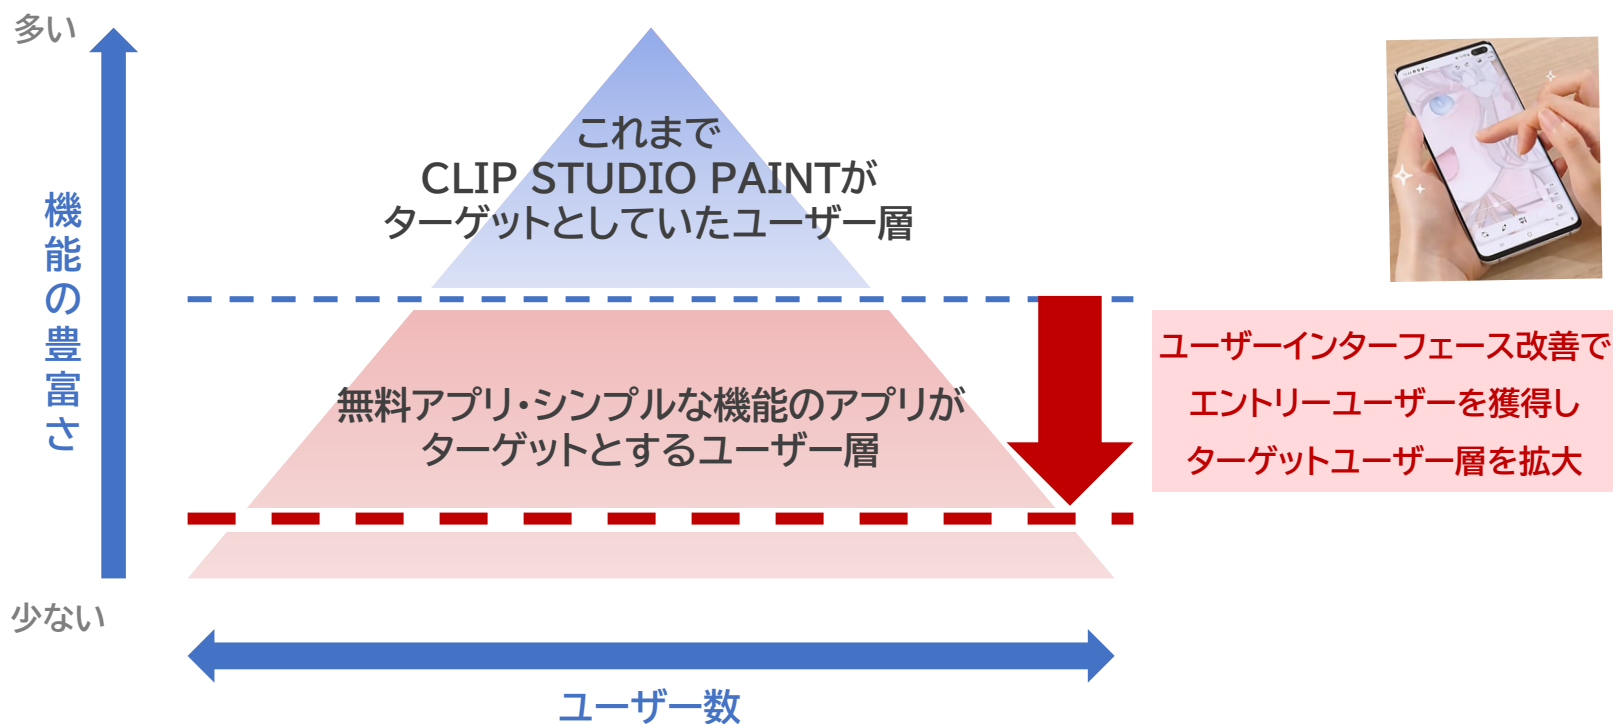 多い
機能の豊富さ
少ない
これまで
CLIP STUDIO PAINTが
ターゲットとしていたユーザー層
無料アプリ・シンプルな機能のアプリが
ターゲットとするユーザー層
ユーザーインターフェース改善で
エントリーユーザーを獲得し
ターゲットユーザー層を拡大
ユーザー数